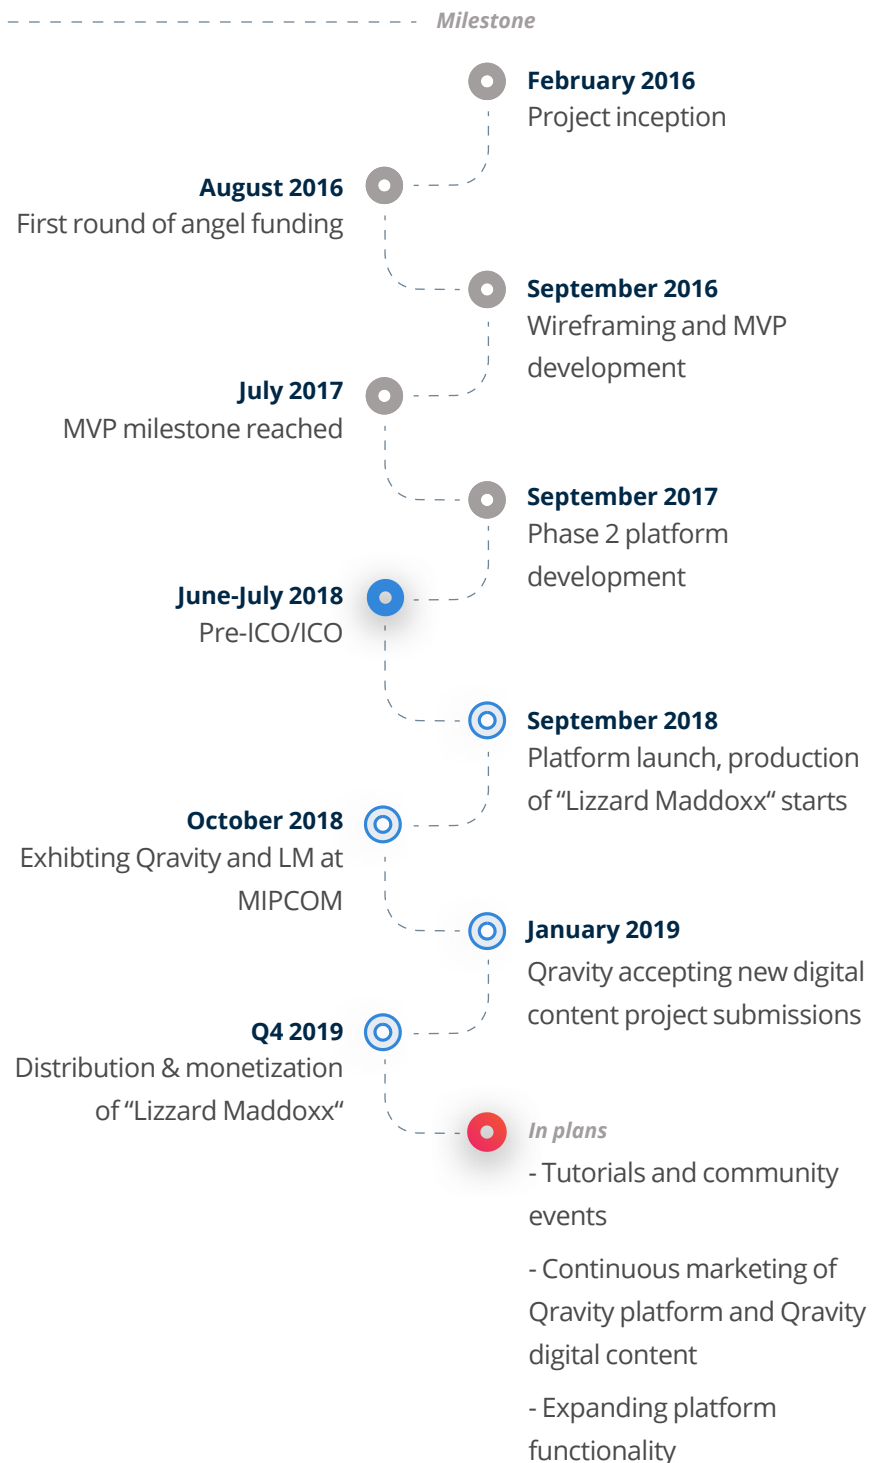 Milestone
February 2016
Project inception
August 2016
First round of angel funding
September 2016
Wireframing and MVP
development
July 2017
MVP milestone reached
September 2017
Phase 2 platform
development
June-July 2018
Pre-ICO/ICO
September 2018
Platform launch, production
of “Lizzard Maddoxx“ starts
October 2018
Exhibting Qravity and LM at
MIPCOM
January 2019
Qravity accepting new digital
content project submissions
Q4 2019
Distribution & monetization
of “Lizzard Maddoxx“
In plans
- Tutorials and community
events
- Continuous marketing of
Qravity platform and Qravity
digital content
- Expanding platform
functionality